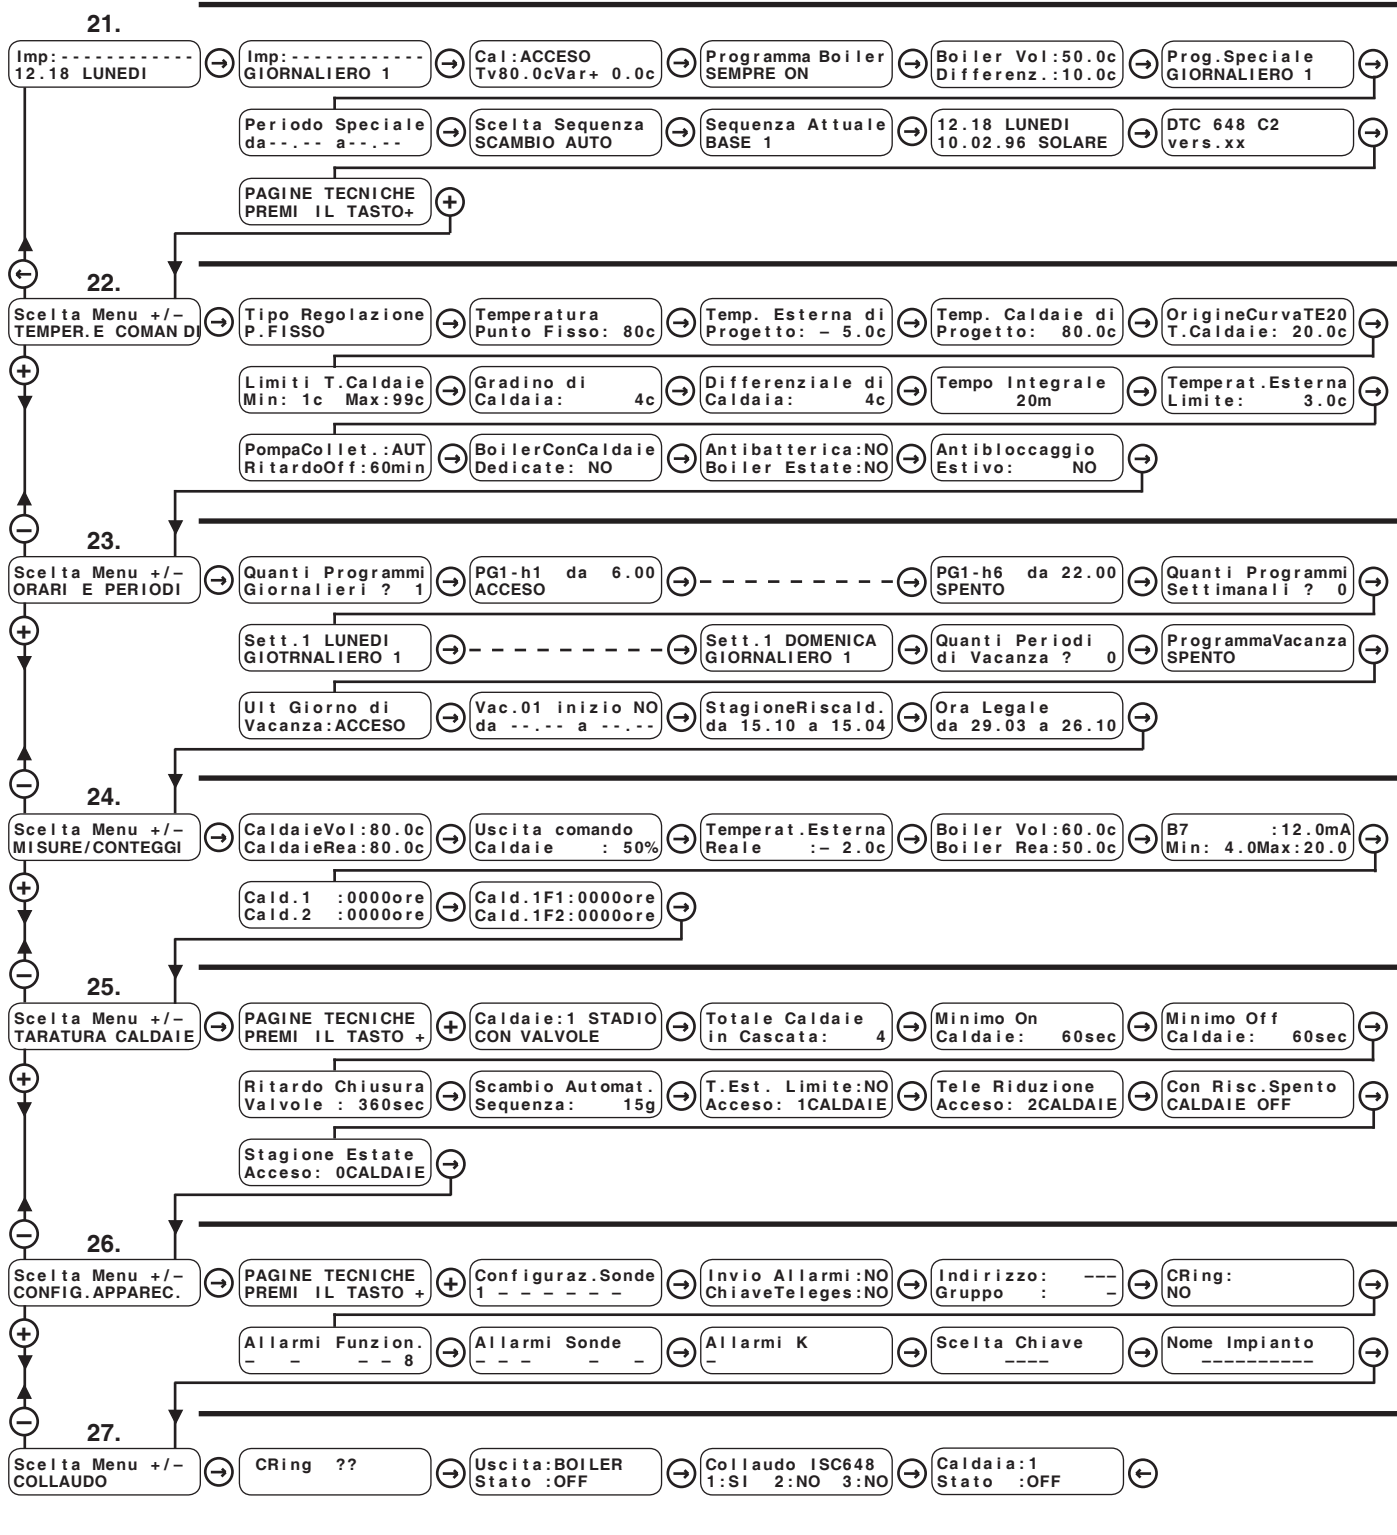 21.
Imp:------------
12.18 LUNEDI
Imp:------------
GIORNALIERO 1
Cal:ACCESO
Tv80.0cVar+ 0.0c
Programma Boiler
SEMPRE ON
Boiler Vol:50.0c
Differenz.:10.0c
Prog.Speciale
GIORNALIERO 1
Periodo Speciale
da--.-- a--.--
Scelta Sequenza
SCAMBIO AUTO
Sequenza Attuale
BASE 1
12.18 LUNEDI
10.02.96 SOLARE
DTC 648 C2
vers.xx
PAGINE TECNICHE
PREMI IL TASTO+
22.
Scelta Menu +/–
TEMPER.E COMANDI
Tipo Regolazione
P.FISSO
Temperatura
Punto Fisso: 80c
Temp. Esterna di
Progetto: – 5.0c
Temp. Caldaie di
Progetto: 80.0c
OrigineCurvaTE20
T.Caldaie: 20.0c
Limiti T.Caldaie
Min: 1c Max:99c
Gradino di
Caldaia: 4c
Differenziale di
Caldaia: 4c
Tempo Integrale
20m
Temperat.Esterna
Limite: 3.0c
PompaCollet.:AUT
RitardoOff:60min
BoilerConCaldaie
Dedicate: NO
Antibatterica:NO
Boiler Estate:NO
Antibloccaggio
Estivo: NO
23.
Scelta Menu +/–
ORARI E PERIODI
Quanti Programmi
Giornalieri ? 1
PG1-h1 da 6.00
ACCESO
PG1-h6 da 22.00
SPENTO
Quanti Programmi
Settimanali ? 0
Sett.1 LUNEDI
GIOTRNALIERO 1
Sett.1 DOMENICA
GIORNALIERO 1
Quanti Periodi
di Vacanza ? 0
ProgrammaVacanza
SPENTO
Ult Giorno di
Vacanza:ACCESO
Vac.01 inizio NO
da --.-- a --.--
StagioneRiscald.
da 15.10 a 15.04
Ora Legale
da 29.03 a 26.10
24.
Scelta Menu +/–
MISURE/CONTEGGI
CaldaieVol:80.0c
CaldaieRea:80.0c
Uscita comando
Caldaie : 50%
Temperat.Esterna
Reale :– 2.0c
Boiler Vol:60.0c
Boiler Rea:50.0c
B7 :12.0mA
Min: 4.0Max:20.0
Cald.1 :0000ore
Cald.2 :0000ore
Cald.1F1:0000ore
Cald.1F2:0000ore
25.
Scelta Menu +/–
TARATURA CALDAIE
PAGINE TECNICHE
PREMI IL TASTO +
Caldaie:1 STADIO
CON VALVOLE
Totale Caldaie
in Cascata: 4
Minimo On
Caldaie: 60sec
Minimo Off
Caldaie: 60sec
Ritardo Chiusura
Valvole : 360sec
Scambio Automat.
Sequenza: 15g
T.Est. Limite:NO
Acceso: 1CALDAIE
Tele Riduzione
Acceso: 2CALDAIE
Con Risc.Spento
CALDAIE OFF
Stagione Estate
Acceso: 0CALDAIE
26.
Scelta Menu +/–
CONFIG.APPAREC.
PAGINE TECNICHE
PREMI IL TASTO +
Configuraz.Sonde
1 – – – – – –
Invio Allarmi:NO
ChiaveTeleges:NO
Indirizzo: –––
Gruppo : –
CRing:
NO
Allarmi Funzion.
– – – – 8
Allarmi Sonde
– – – – –
Allarmi K
–
Scelta Chiave
––––
Nome Impianto
––––––––––
27.
Scelta Menu +/–
COLLAUDO
CRing ??
Uscita:BOILER
Stato :OFF
Collaudo ISC648
1:SI 2:NO 3:NO
Caldaia:1
Stato :OFF